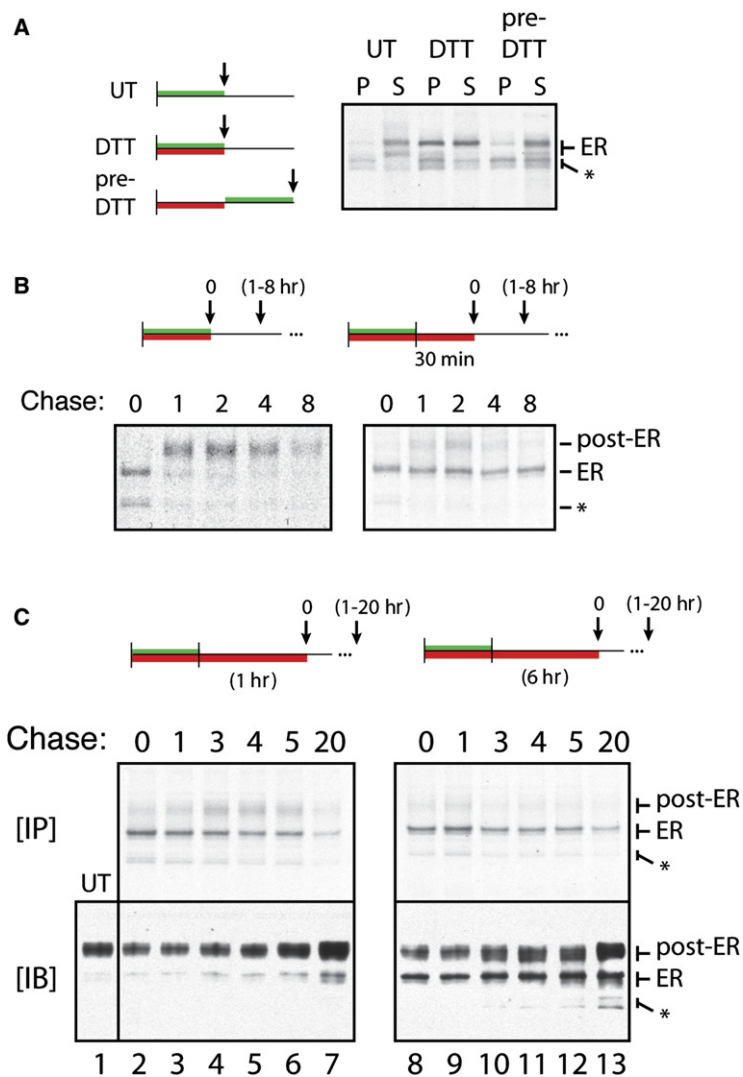 A
UT
DTT
pre-
DTT
UT DTT pre-
DTT
P S P S P S
ER
*
B
0 (1-8 hr)
...
0 (1-8 hr)
30 min
...
Chase: 0 1 2 4 8
0 1 2 4 8
post-ER
ER
*
C
0 (1-20 hr)
...
(1 hr)
0 (1-20 hr)
...
(6 hr)
Chase: 0 1 3 4 5 20
0 1 3 4 5 20
[IP]
post-ER
ER
*
UT
[IB]
post-ER
ER
*
1 2 3 4 5 6 7
8 9 10 11 12 13